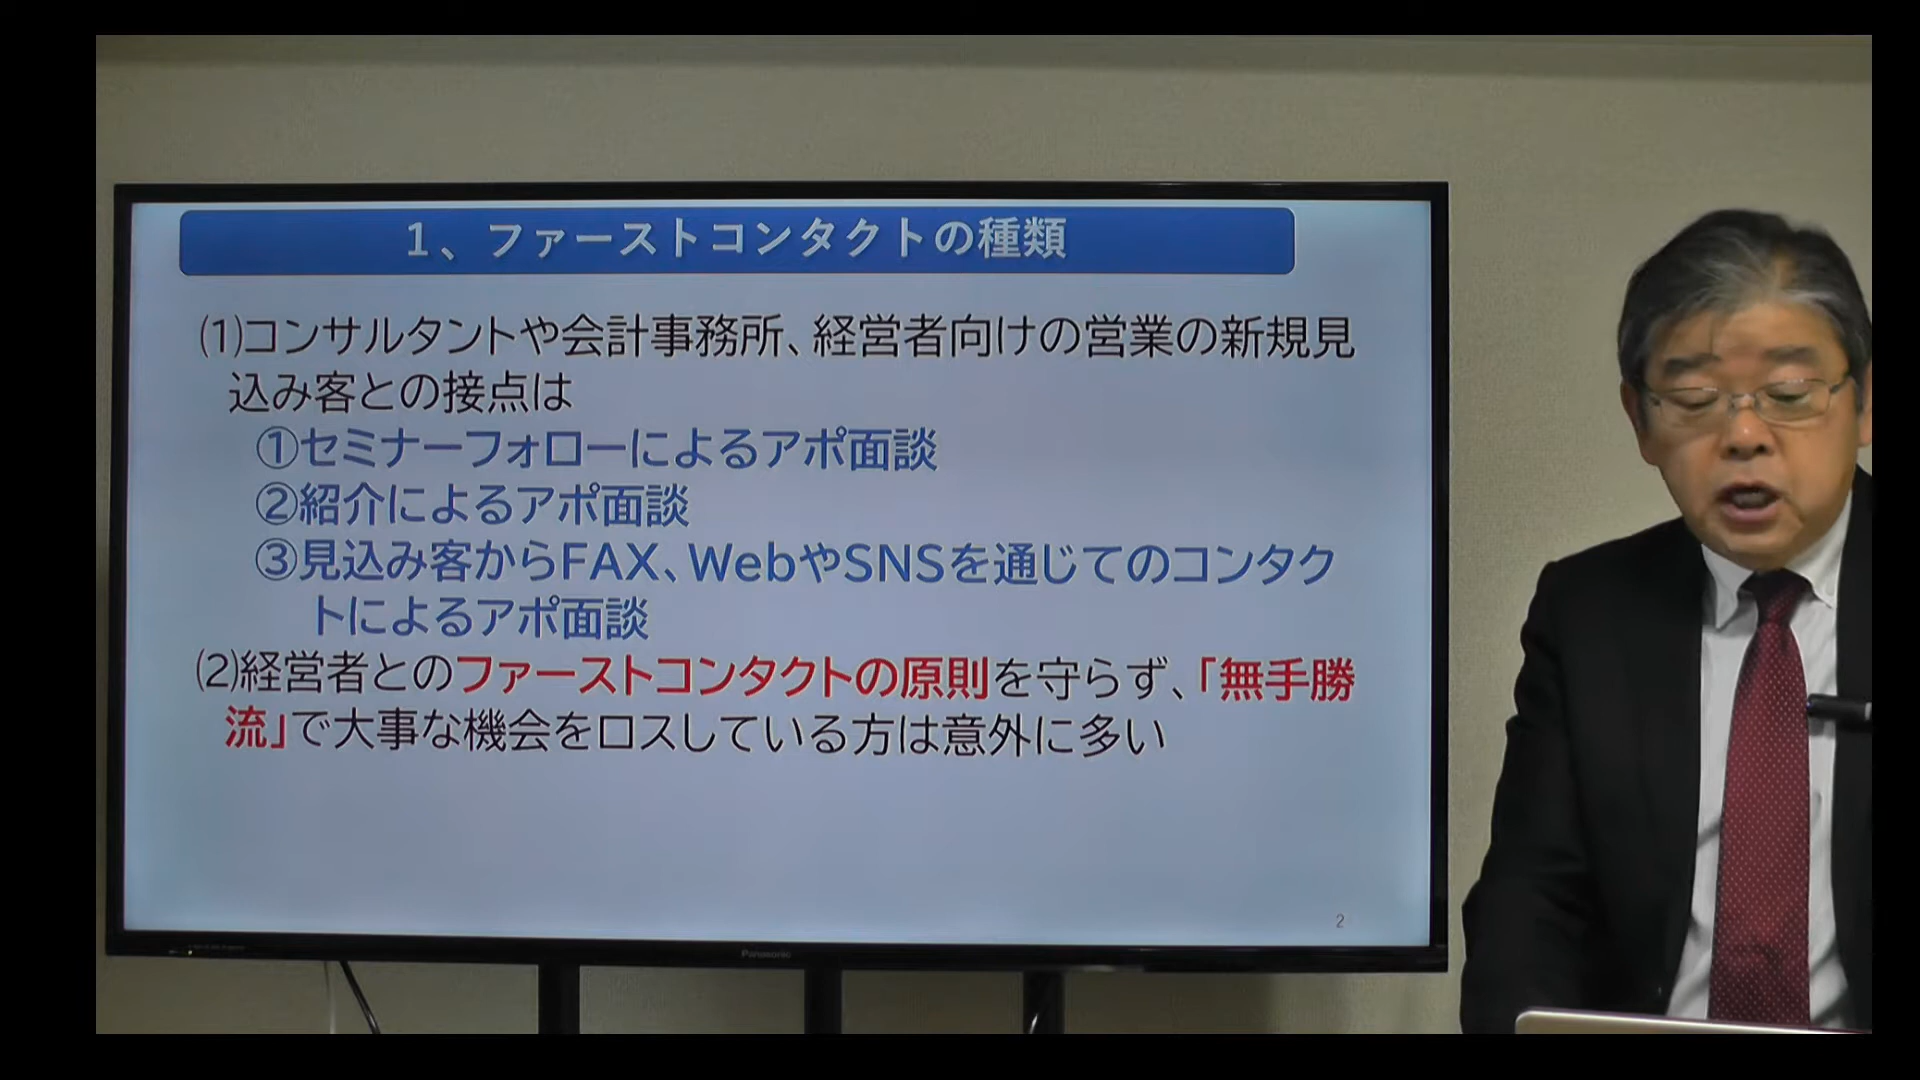 1、ファーストコンタクトの種類
⑴コンサルタントや会計事務所、経営者向けの営業の新規見
込み客との接点は
①セミナーフォローによるアポ面談
②紹介によるアポ面談
③見込み客からFAX、WebやSNSを通じてのコンタク
トによるアポ面談
⑵経営者とのファーストコンタクトの原則を守らず、「無手勝
流」で大事な機会をロスしている方は意外に多い
2
Panasonic